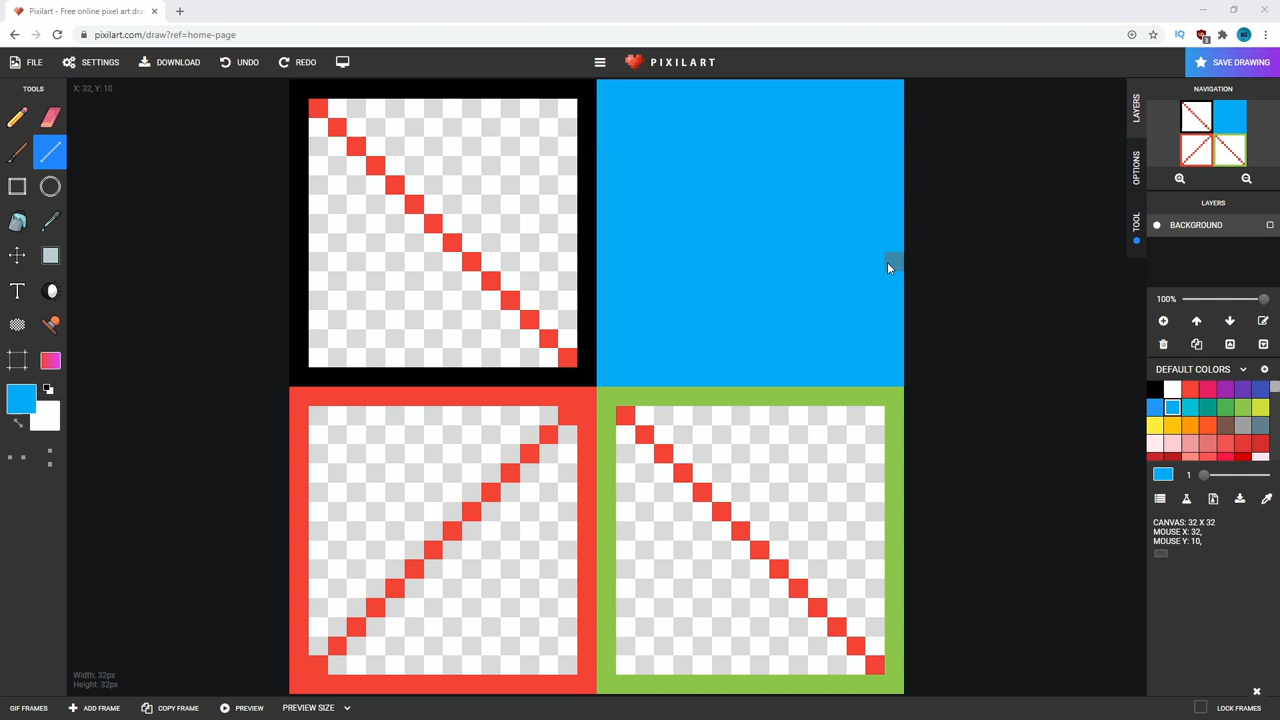 Pixilart - Free online pixel art dra
pixilart.com/draw?ref=home-page
IQ
3
FILE
SETTINGS
DOWNLOAD
UNDO
REDO
PIXILART
SAVE DRAWING
TOOLS
X: 32, Y: 10
LAYERS
OPTIONS
TOOL
NAVIGATION
LAYERS
BACKGROUND
100%
DEFAULT COLORS
1
CANVAS: 32 X 32
MOUSE X: 32,
MOUSE Y: 10,
Width: 32px
Height: 32px
GIF FRAMES
ADD FRAME
COPY FRAME
PREVIEW
PREVIEW SIZE
LOCK FRAMES